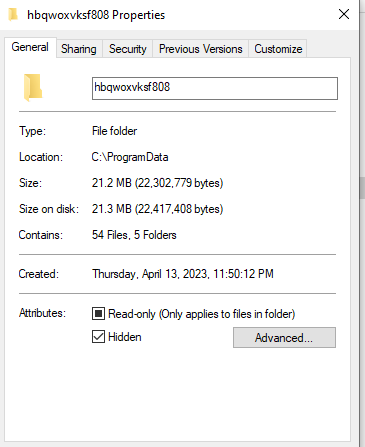 hbqwoxvksf808 Properties
General Sharing Security Previous Versions Customize
hbqwoxvksf808
Type: File folder
Location: C:\ProgramData
Size: 21.2 MB (22,302,779 bytes)
Size on disk: 21.3 MB (22,417,408 bytes)
Contains: 54 Files, 5 Folders
Created: Thursday, April 13, 2023, 11:50:12 PM
Attributes: Read-only (Only applies to files in folder)
Hidden Advanced...